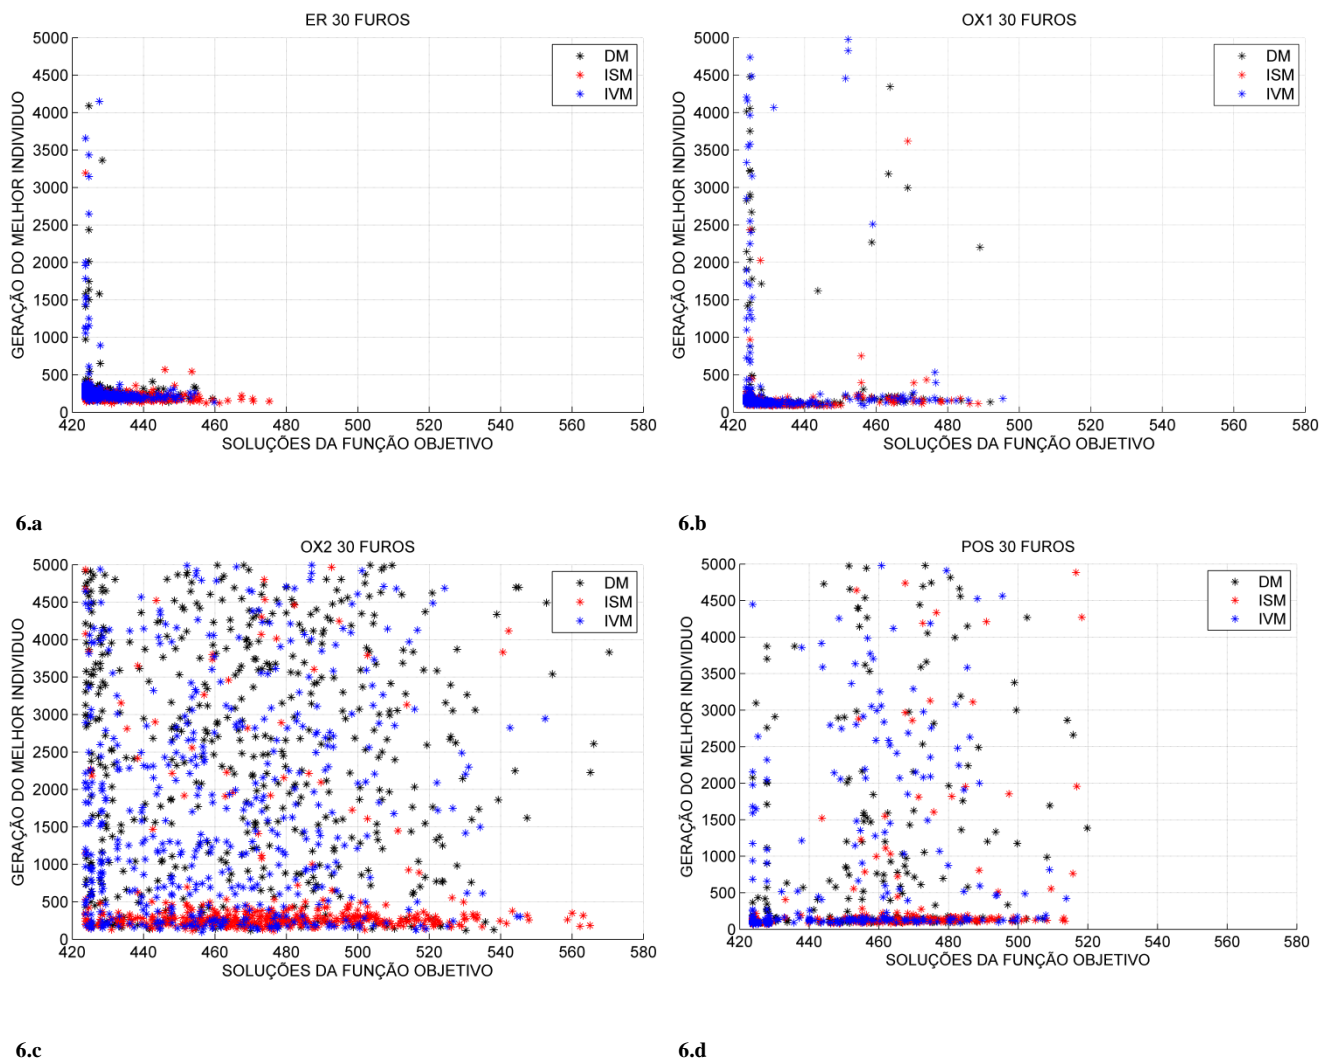 ER 30 FUROS
5000
4500
4000
3500
3000
2500
2000
1500
1000
500
0
GERAÇÃO DO MELHOR INDIVIDUO
DM
ISM
IVM
420 440 460 480 500 520 540 560 580
SOLUÇÕES DA FUNÇÃO OBJETIVO
6.a
OX1 30 FUROS
5000
4500
4000
3500
3000
2500
2000
1500
1000
500
0
GERAÇÃO DO MELHOR INDIVIDUO
DM
ISM
IVM
420 440 460 480 500 520 540 560 580
SOLUÇÕES DA FUNÇÃO OBJETIVO
6.b
OX2 30 FUROS
5000
4500
4000
3500
3000
2500
2000
1500
1000
500
0
GERAÇÃO DO MELHOR INDIVIDUO
DM
ISM
IVM
420 440 460 480 500 520 540 560 580
SOLUÇÕES DA FUNÇÃO OBJETIVO
6.c
POS 30 FUROS
5000
4500
4000
3500
3000
2500
2000
1500
1000
500
0
GERAÇÃO DO MELHOR INDIVIDUO
DM
ISM
IVM
420 440 460 480 500 520 540 560 580
SOLUÇÕES DA FUNÇÃO OBJETIVO
6.d